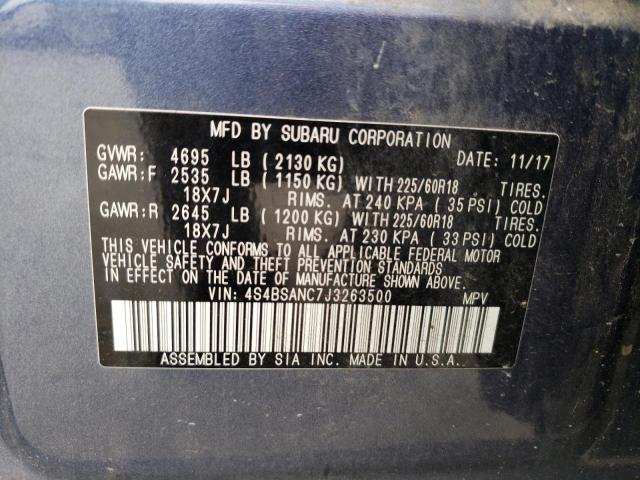 MFD BY SUBARU CORPORATION
GVWR: 4695 LB ( 2130 KG) DATE: 11/17
GAWR:F 2535 LB ( 1150 KG) WITH 225/60R18 TIRES.
18X7J RIMS. AT 240 KPA ( 35 PSI) COLD
GAWR:R 2645 LB ( 1200 KG) WITH 225/60R18 TIRES.
18X7J RIMS. AT 230 KPA ( 33 PSI) COLD
THIS VEHICLE CONFORMS TO ALL APPLICABLE FEDERAL MOTOR
VEHICLE SAFETY AND THEFT PREVENTION STANDARDS
IN EFFECT ON THE DATE OF MANUFACTURE SHOWN ABOVE.
VIN: 4S4BSANC7J3263500 MPV
ASSEMBLED BY SIA INC. MADE IN U.S.A.